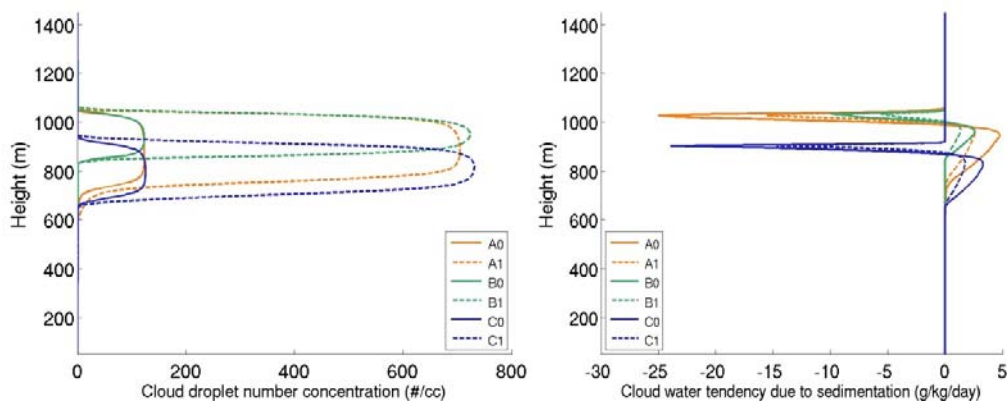 1400
1200
1000
800
600
400
200
Height (m)
0
200
400
600
800
Cloud droplet number concentration (#/cc)
A0
A1
B0
B1
C0
C1
1400
1200
1000
800
600
400
200
Height (m)
-30
-25
-20
-15
-10
-5
0
5
Cloud water tendency due to sedimentation (g/kg/day)
A0
A1
B0
B1
C0
C1